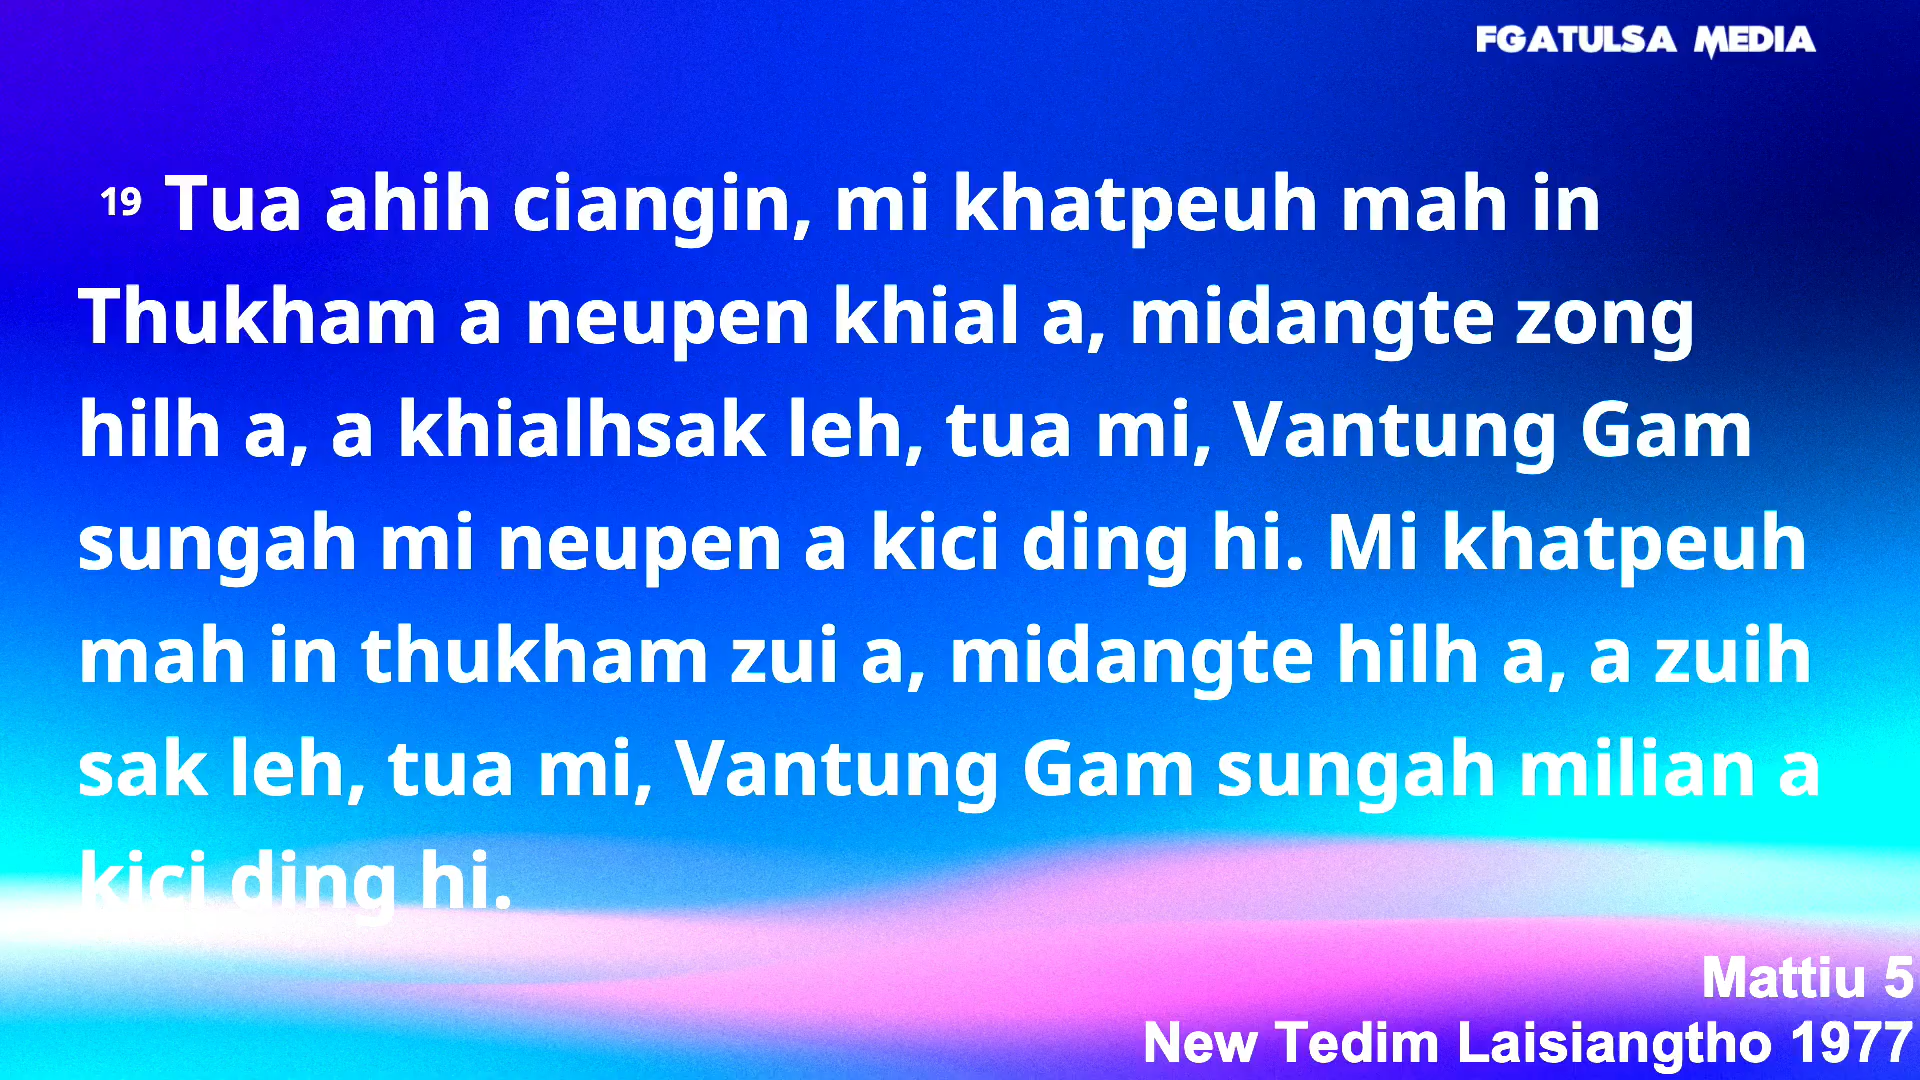 FGATULSA MEDIA
19 Tua ahih ciangin, mi khatpeuh mah in
Thukham a neupen khial a, midangte zong
hilh a, a khialhsak leh, tua mi, Vantung Gam
sungah mi neupen a kici ding hi. Mi khatpeuh
mah in thukham zui a, midangte hilh a, a zuih
sak leh, tua mi, Vantung Gam sungah milian a
kici ding hi.
Mattiu 5
New Tedim Laisiangtho 1977